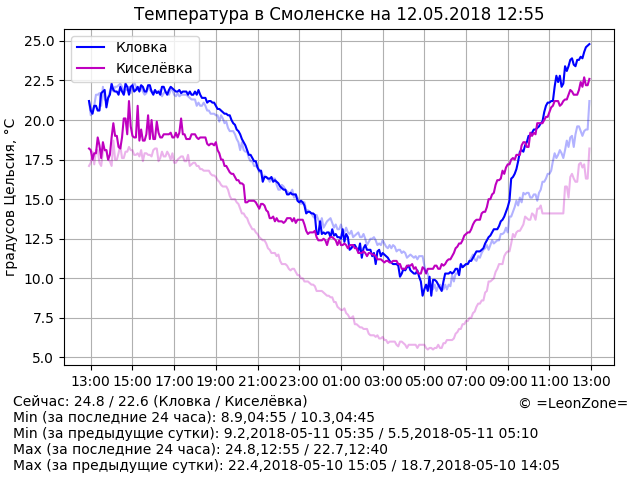 Температура в Смоленске на 12.05.2018 12:55
градусов Цельсия, °C
Кловка
Киселёвка
25.0
22.5
20.0
17.5
15.0
12.5
10.0
7.5
5.0
13:00 15:00 17:00 19:00 21:00 23:00 01:00 03:00 05:00 07:00 09:00 11:00 13:00
Сейчас: 24.8 / 22.6 (Кловка / Киселёвка)
© =LeonZone=
Min (за последние 24 часа): 8.9,04:55 / 10.3,04:45
Min (за предыдущие сутки): 9.2,2018-05-11 05:35 / 5.5,2018-05-11 05:10
Max (за последние 24 часа): 24.8,12:55 / 22.7,12:40
Max (за предыдущие сутки): 22.4,2018-05-10 15:05 / 18.7,2018-05-10 14:05